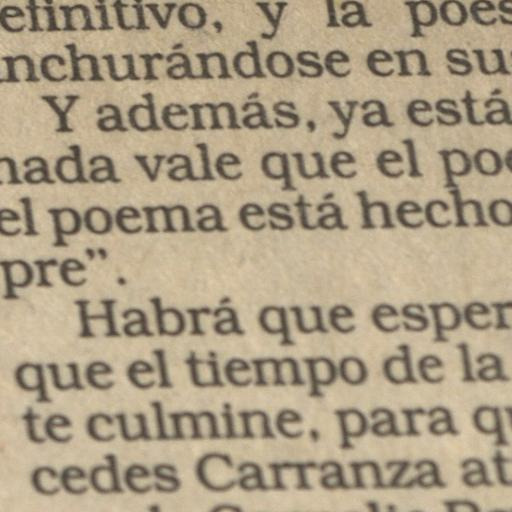 efinitivo, y la poes
nchurándose en su
Y además, ya está
nada vale que el poe
el poema está hecho
pre”.
Habrá que esper
que el tiempo de la
te culmine, para qu
cedes Carranza at